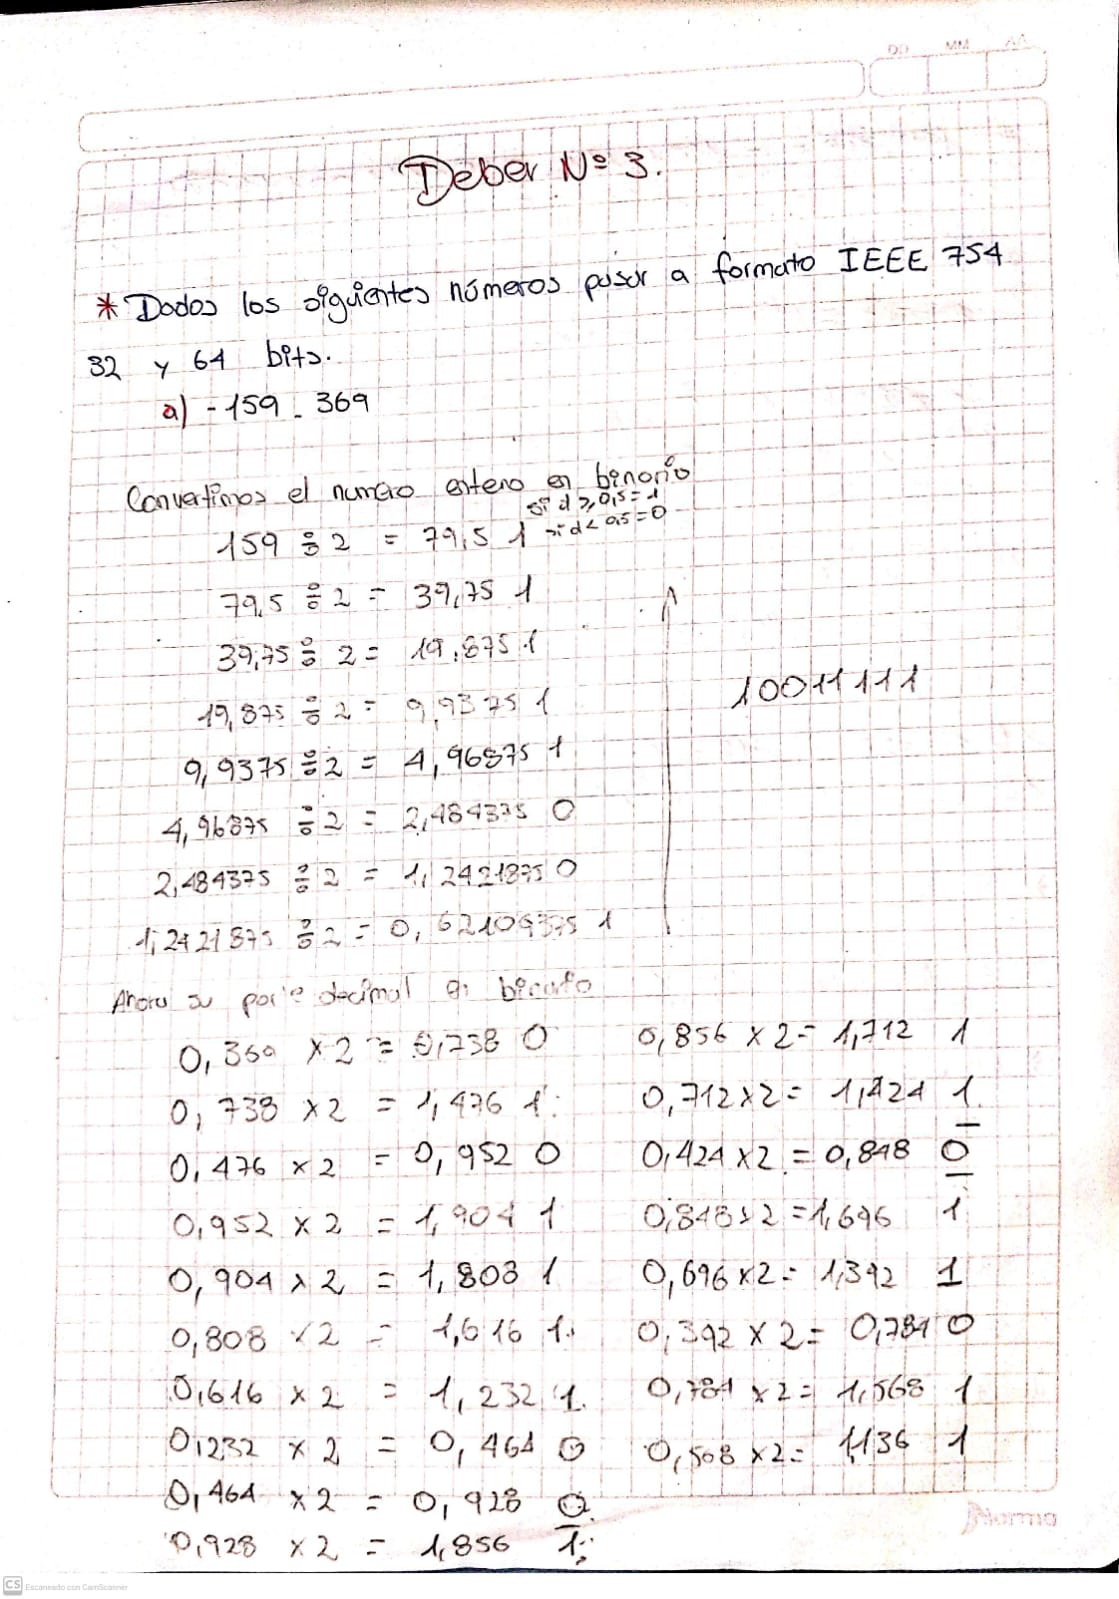 DD MM AA
Deber Nº 3.
* Dados los siguientes números pasar a formato IEEE 754
32 y 64 bits.
a) -159.369
Convertimos el numero entero en binario
si d ≥ 0,5 = 1
si d < 0,5 = 0
159 ÷ 2 = 79,5 1
79,5 ÷ 2 = 39,75 1
39,75 ÷ 2 = 19,875 1
10011111
19,875 ÷ 2 = 9,9375 1
9,9375 ÷ 2 = 4,96875 1
4,96875 ÷ 2 = 2,484375 0
2,484375 ÷ 2 = 1,2421875 0
1,2421875 ÷ 2 = 0,62109375 1
Ahora su parte decimal a binario
0,369 x 2 = 0,738 0
0,738 x 2 = 1,476 1
0,476 x 2 = 0,952 0
0,952 x 2 = 1,904 1
0,904 x 2 = 1,808 1
0,808 x 2 = 1,616 1
0,616 x 2 = 1,232 1
0,232 x 2 = 0,464 0
0,464 x 2 = 0,928 0
0,928 x 2 = 1,856 1
0,856 x 2 = 1,712 1
0,712 x 2 = 1,424 1
0,424 x 2 = 0,848 0
0,848 x 2 = 1,696 1
0,696 x 2 = 1,392 1
0,392 x 2 = 0,784 0
0,784 x 2 = 1,568 1
0,568 x 2 = 1,136 1
Norma
CS Escaneado con CamScanner